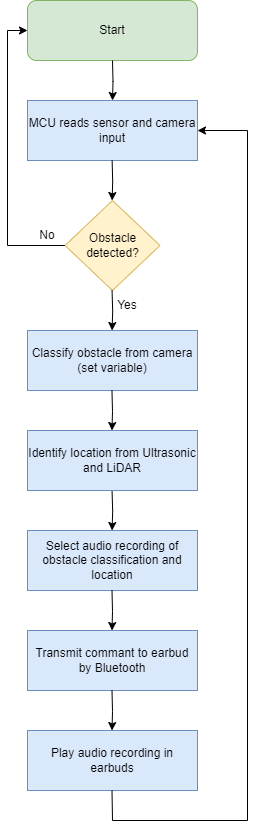 Start
MCU reads sensor and camera
input
Obstacle
detected?
No
Yes
Classify obstacle from camera
(set variable)
Identify location from Ultrasonic
and LiDAR
Select audio recording of
obstacle classification and
location
Transmit commant to earbud
by Bluetooth
Play audio recording in
earbuds